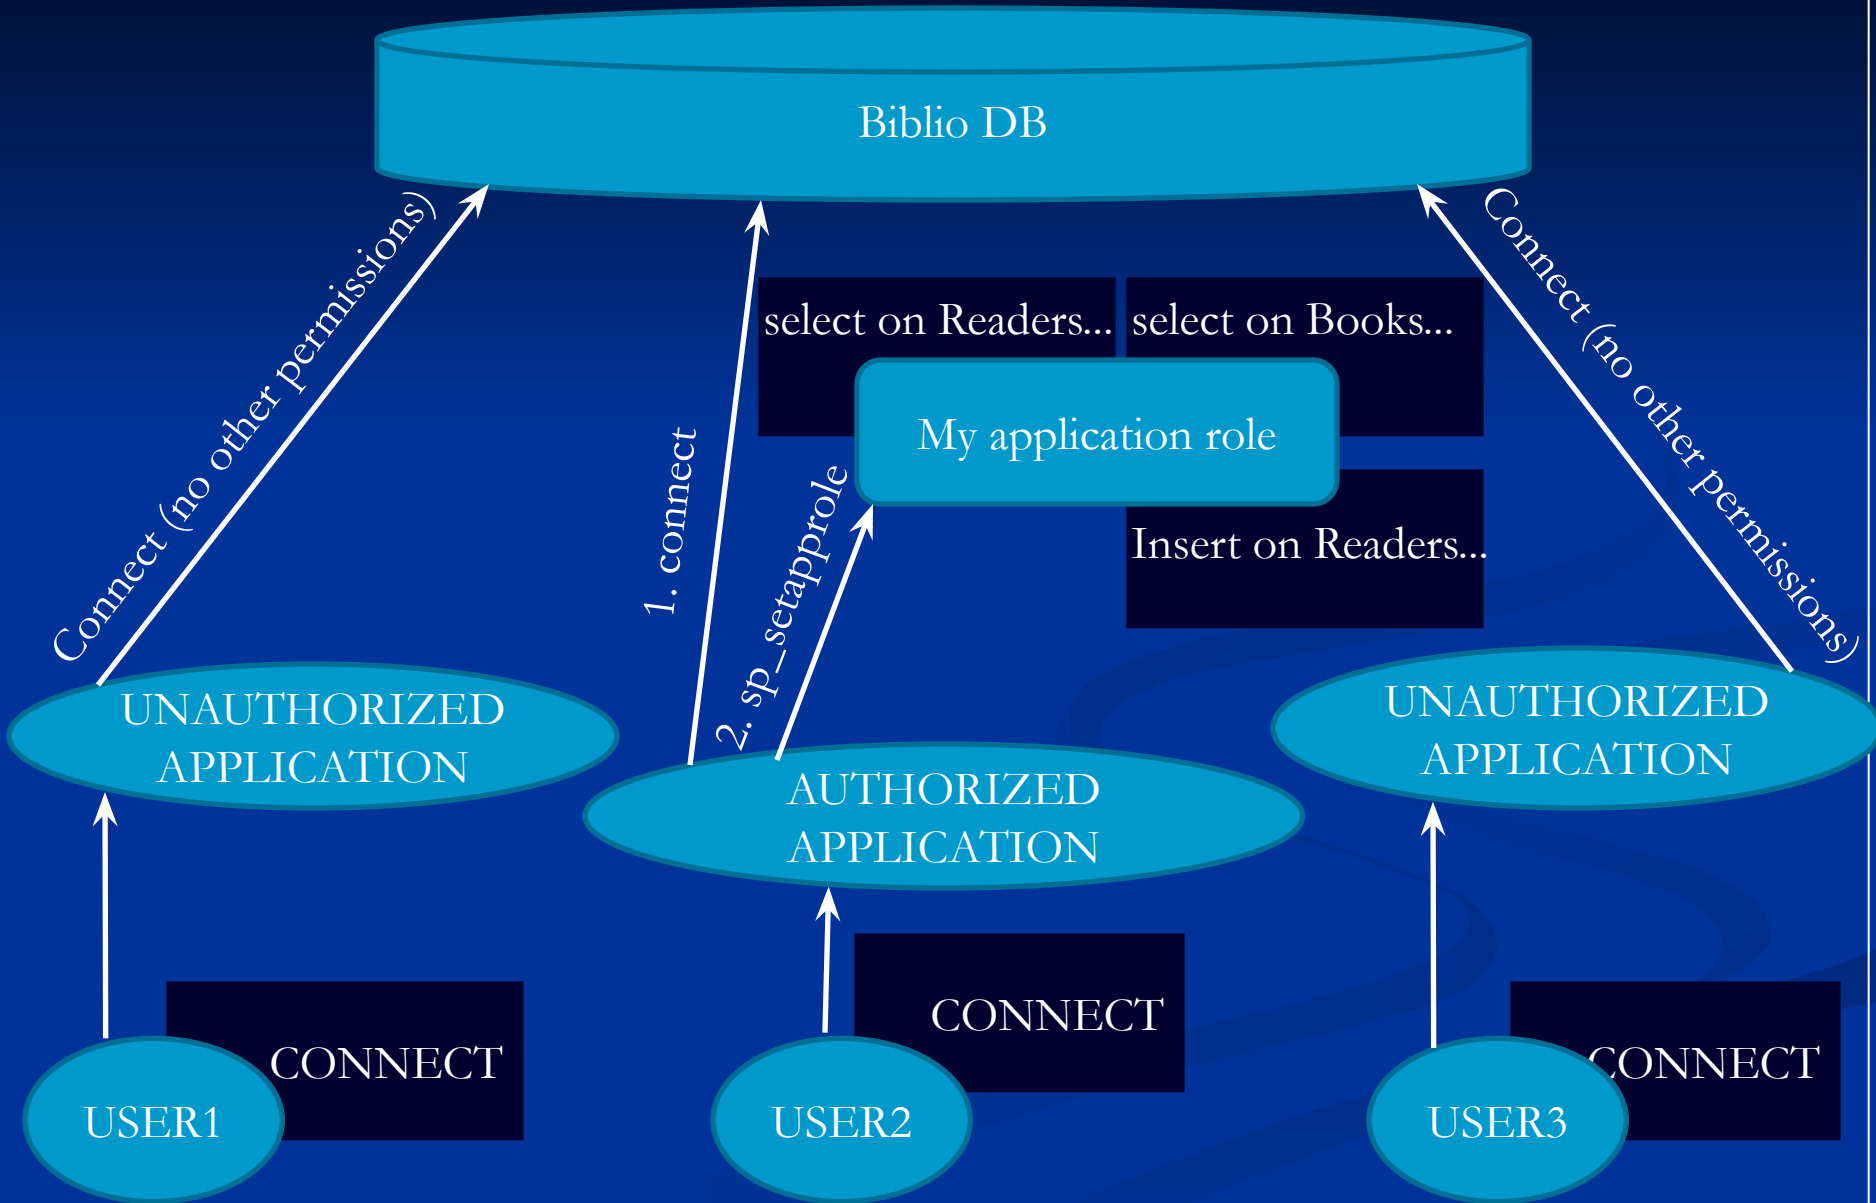 Biblio DB
Connect (no other permissions)
1. connect
2. sp_setapprole
select on Readers...
select on Books...
My application role
Insert on Readers...
Connect (no other permissions)
UNAUTHORIZED
APPLICATION
AUTHORIZED
APPLICATION
UNAUTHORIZED
APPLICATION
CONNECT
USER1
CONNECT
USER2
CONNECT
USER3